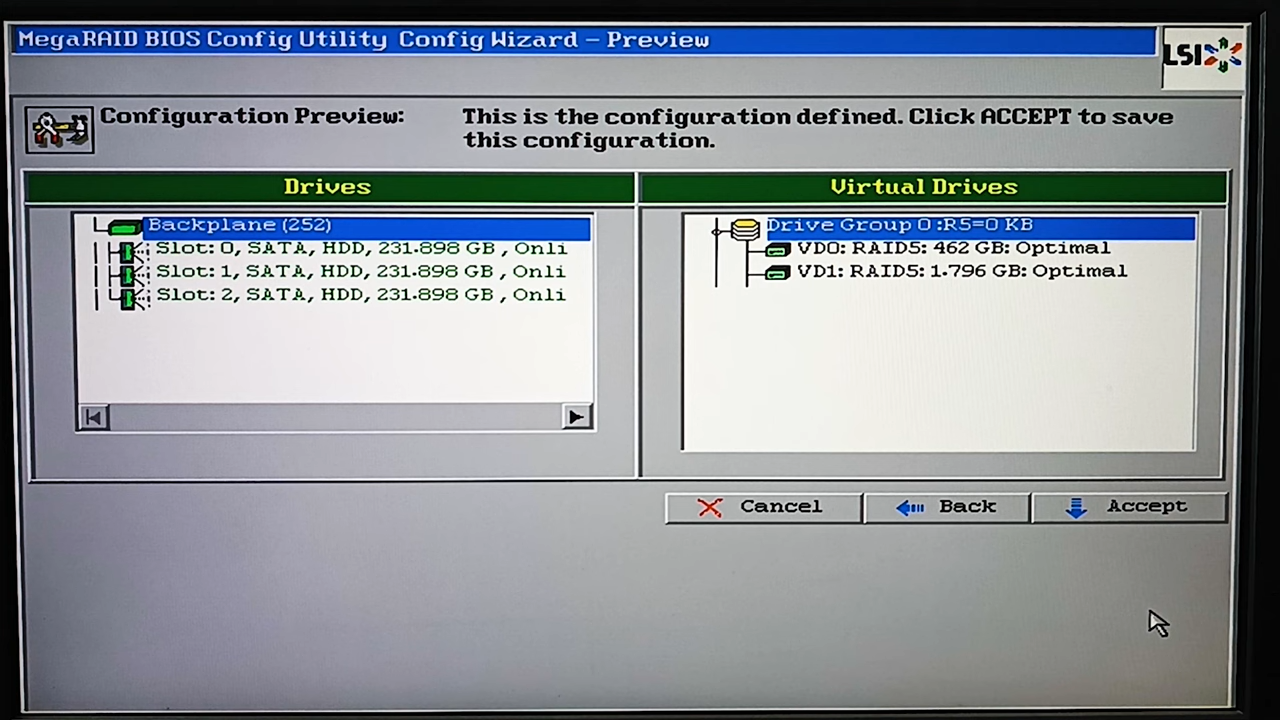 MegaRAID BIOS Config Utility Config Wizard – Preview
LSI
Configuration Preview:
This is the configuration defined. Click ACCEPT to save
this configuration.
Drives
Backplane (252)
Slot: 0, SATA, HDD, 231.898 GB , Onli
Slot: 1, SATA, HDD, 231.898 GB , Onli
Slot: 2, SATA, HDD, 231.898 GB , Onli
Virtual Drives
Drive Group 0 :R5=0 KB
VD0: RAID5: 462 GB: Optimal
VD1: RAID5: 1.796 GB: Optimal
Cancel
Back
Accept